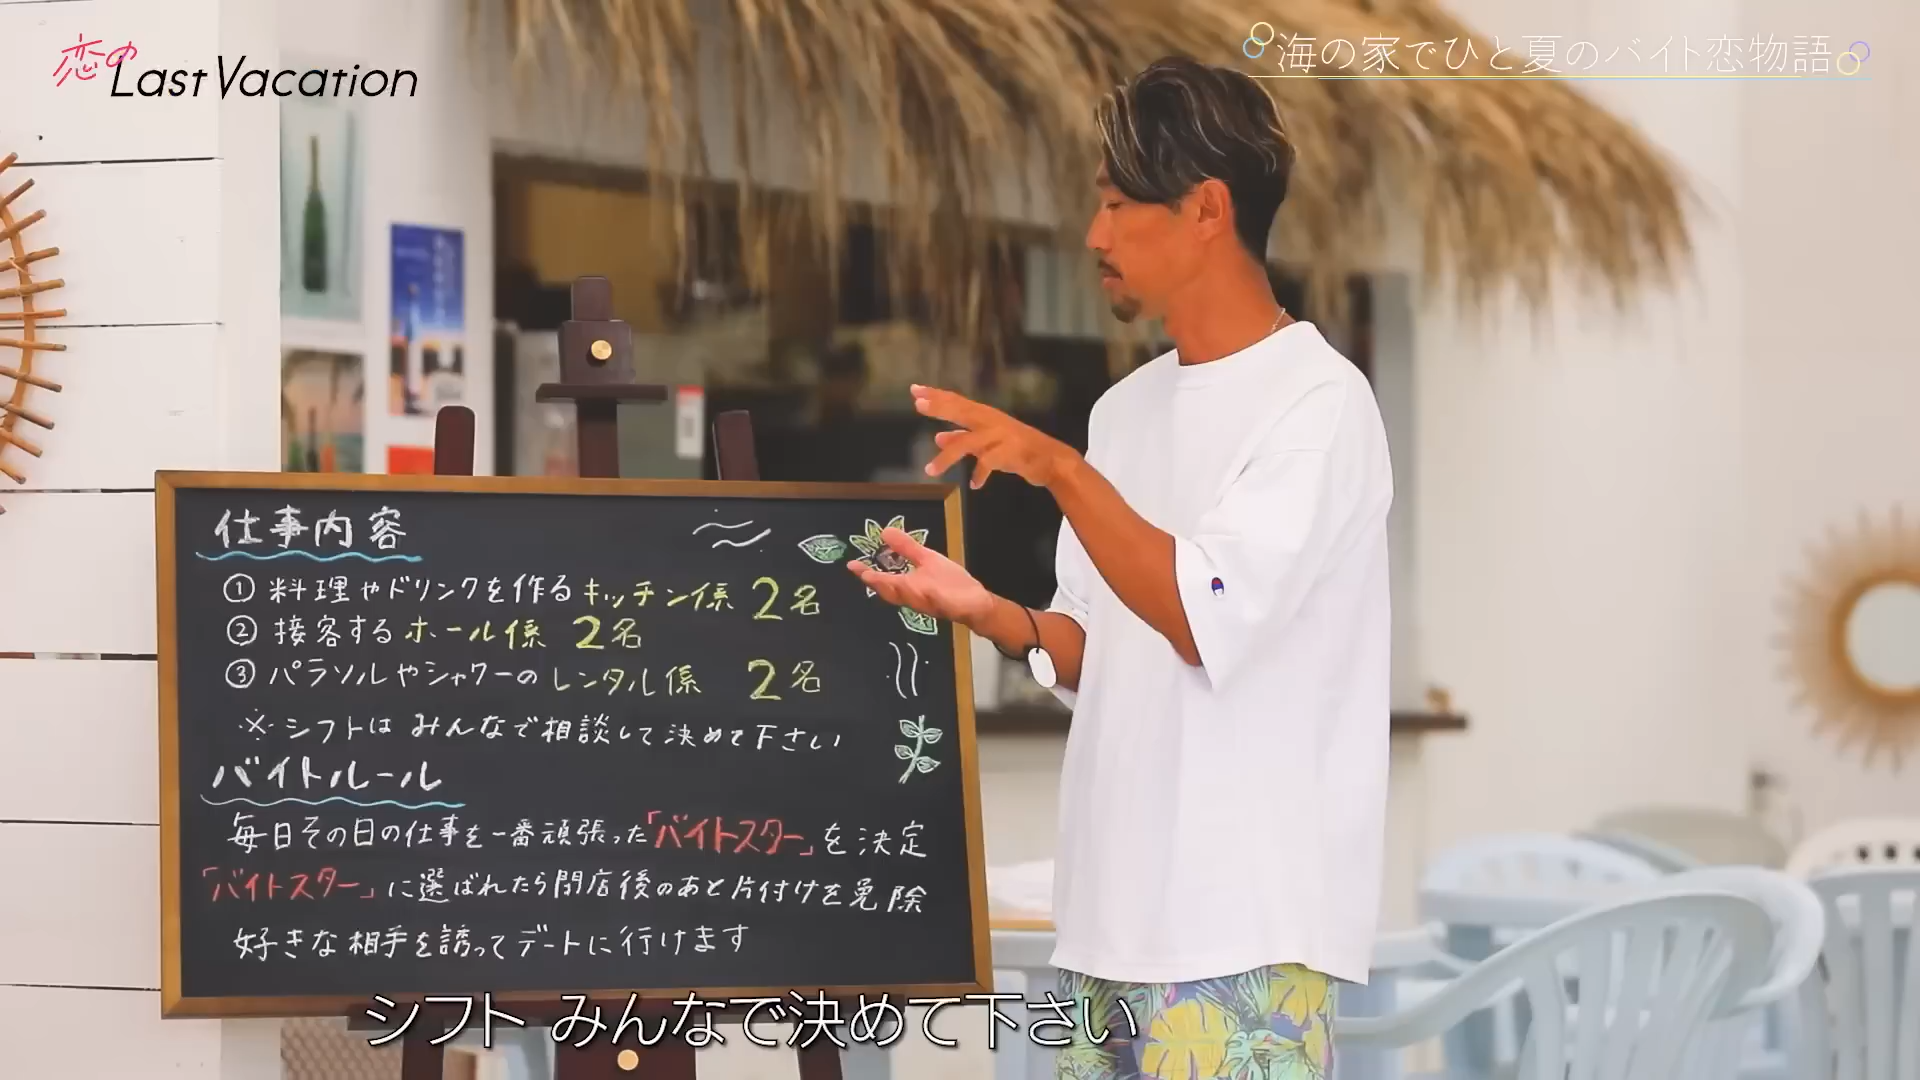 恋の Last Vacation
海の家でひと夏のバイト恋物語
仕事内容
① 料理やドリンクを作るキッチン係 2名
② 接客するホール係 2名
③ パラソルやシャワーのレンタル係 2名
※シフトはみんなで相談して決めて下さい
バイトルール
毎日その日の仕事を一番頑張った「バイトスター」を決定
「バイトスター」に選ばれたら閉店後のあと片付けを免除
好きな相手を誘ってデートに行けます
シフト みんなで決めて下さい